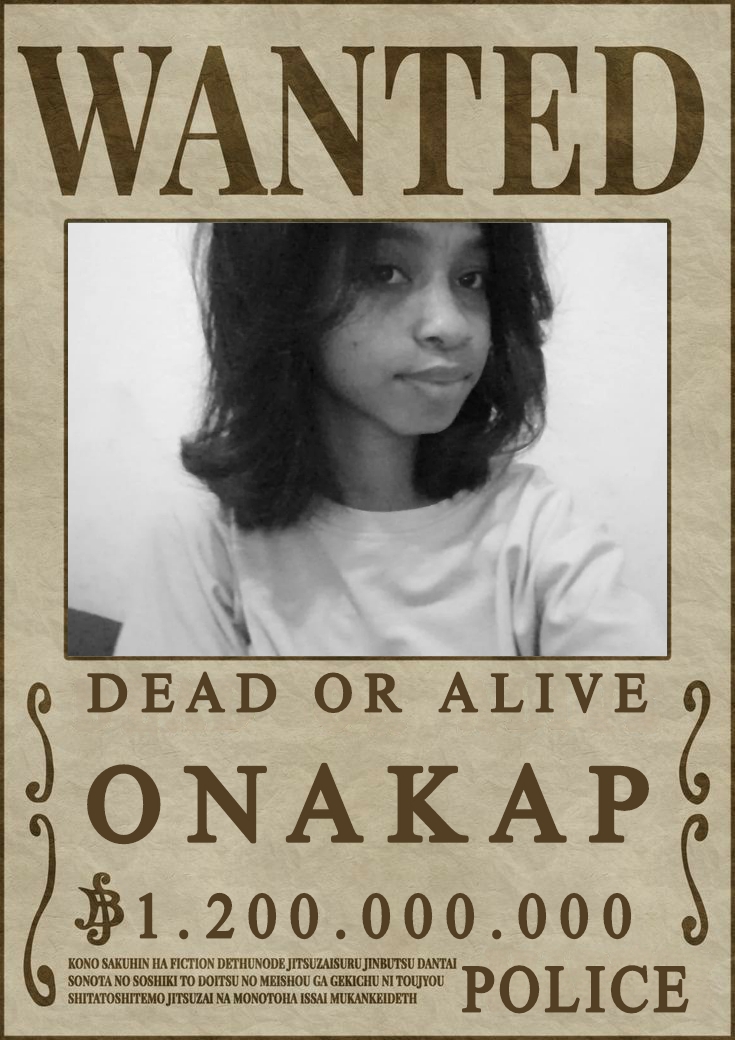 WANTED
DEAD OR ALIVE
ONAKAP
฿1.200.000.000
KONO SAKUHIN HA FICTION DETHUNODE JITSUZAISURU JINBUTSU DANTAI
SONOTA NO SOSHIKI TO DOITSU NO MEISHOU GA GEKICHU NI TOUJYOU
SHITATOSHITEMO JITSUZAI NA MONOTOHA ISSAI MUKANKEIDETH
POLICE